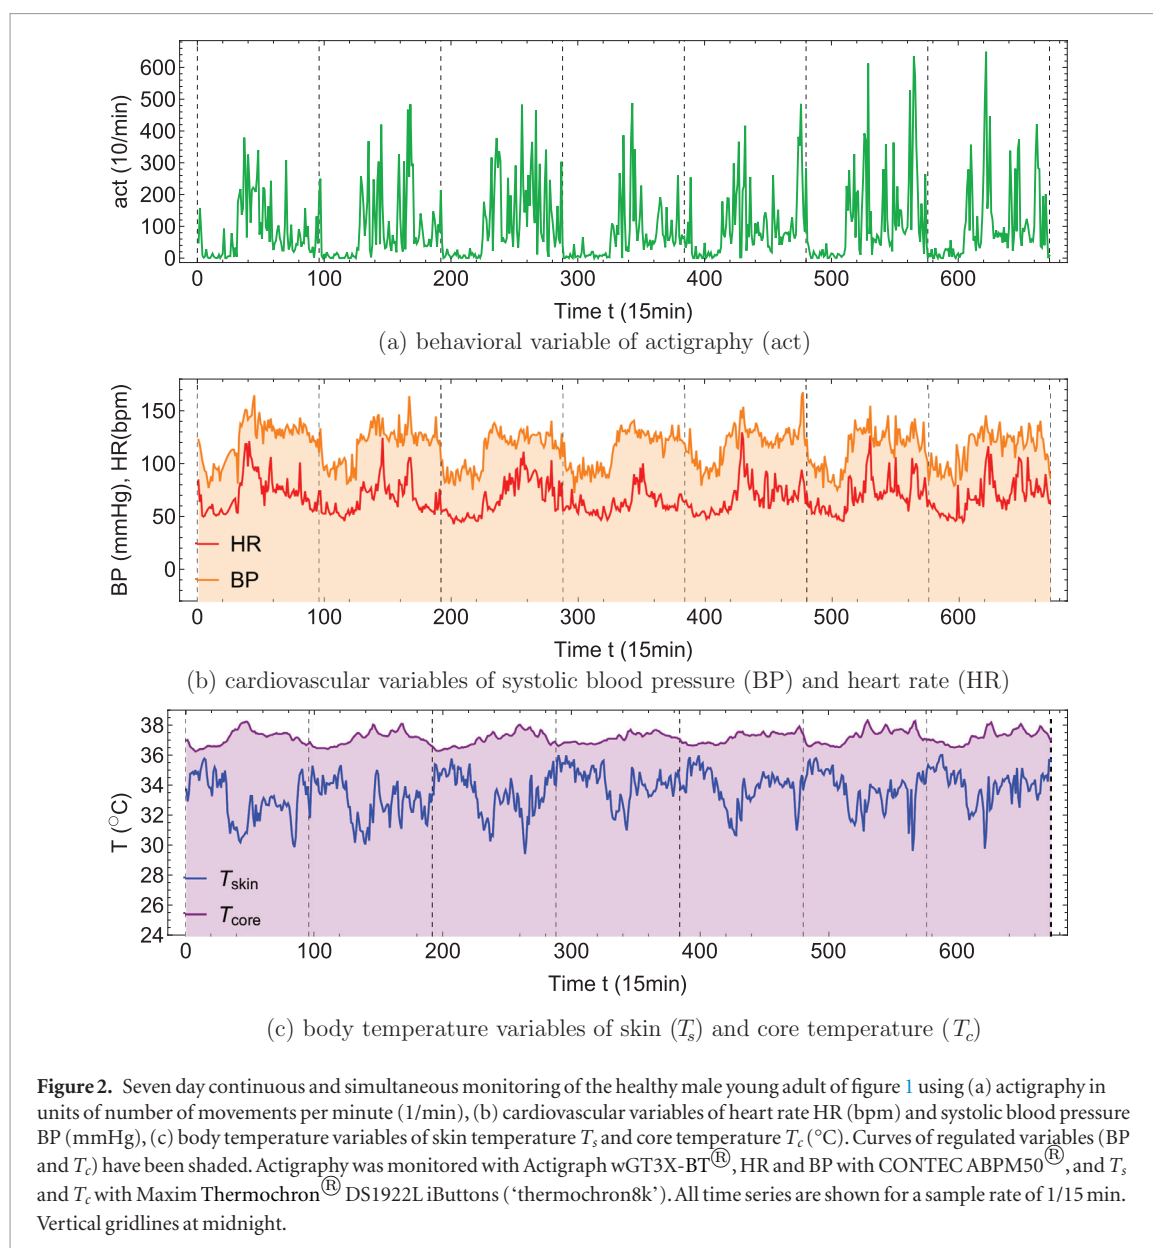 600
500
400
300
200
100
0
act (10/min)
0 100 200 300 400 500 600
Time t (15min)
(a) behavioral variable of actigraphy (act)
150
100
50
0
BP (mmHg), HR(bpm)
HR
BP
0 100 200 300 400 500 600
Time t (15min)
(b) cardiovascular variables of systolic blood pressure (BP) and heart rate (HR)
38
36
34
32
30
28
26
24
T (°C)
Tskin
Tcore
0 100 200 300 400 500 600
Time t (15min)
(c) body temperature variables of skin (Ts) and core temperature (Tc)
Figure 2. Seven day continuous and simultaneous monitoring of the healthy male young adult of figure 1 using (a) actigraphy in
units of number of movements per minute (1/min), (b) cardiovascular variables of heart rate HR (bpm) and systolic blood pressure
BP (mmHg), (c) body temperature variables of skin temperature Ts and core temperature Tc (°C). Curves of regulated variables (BP
and Tc) have been shaded. Actigraphy was monitored with Actigraph wGT3X-BT®, HR and BP with CONTEC ABPM50®, and Ts
and Tc with Maxim Thermochron® DS1922L iButtons (‘thermochron8k’). All time series are shown for a sample rate of 1/15 min.
Vertical gridlines at midnight.